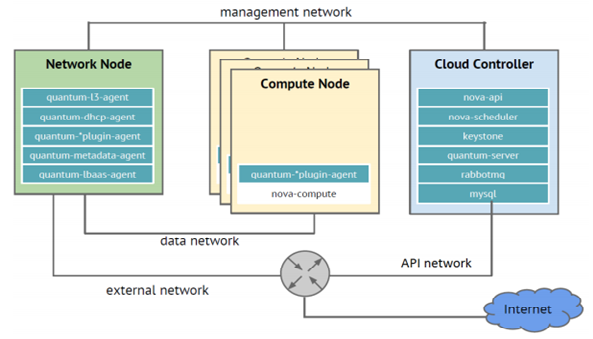 management network
Network Node
quantum-l3-agent
quantum-dhcp-agent
quantum-*plugin-agent
quantum-metadata-agent
quantum-lbaas-agent
Compute Node
quantum-*plugin-agent
nova-compute
Cloud Controller
nova-api
nova-scheduler
keystone
quantum-server
rabbotmq
mysql
data network
external network
API network
Internet